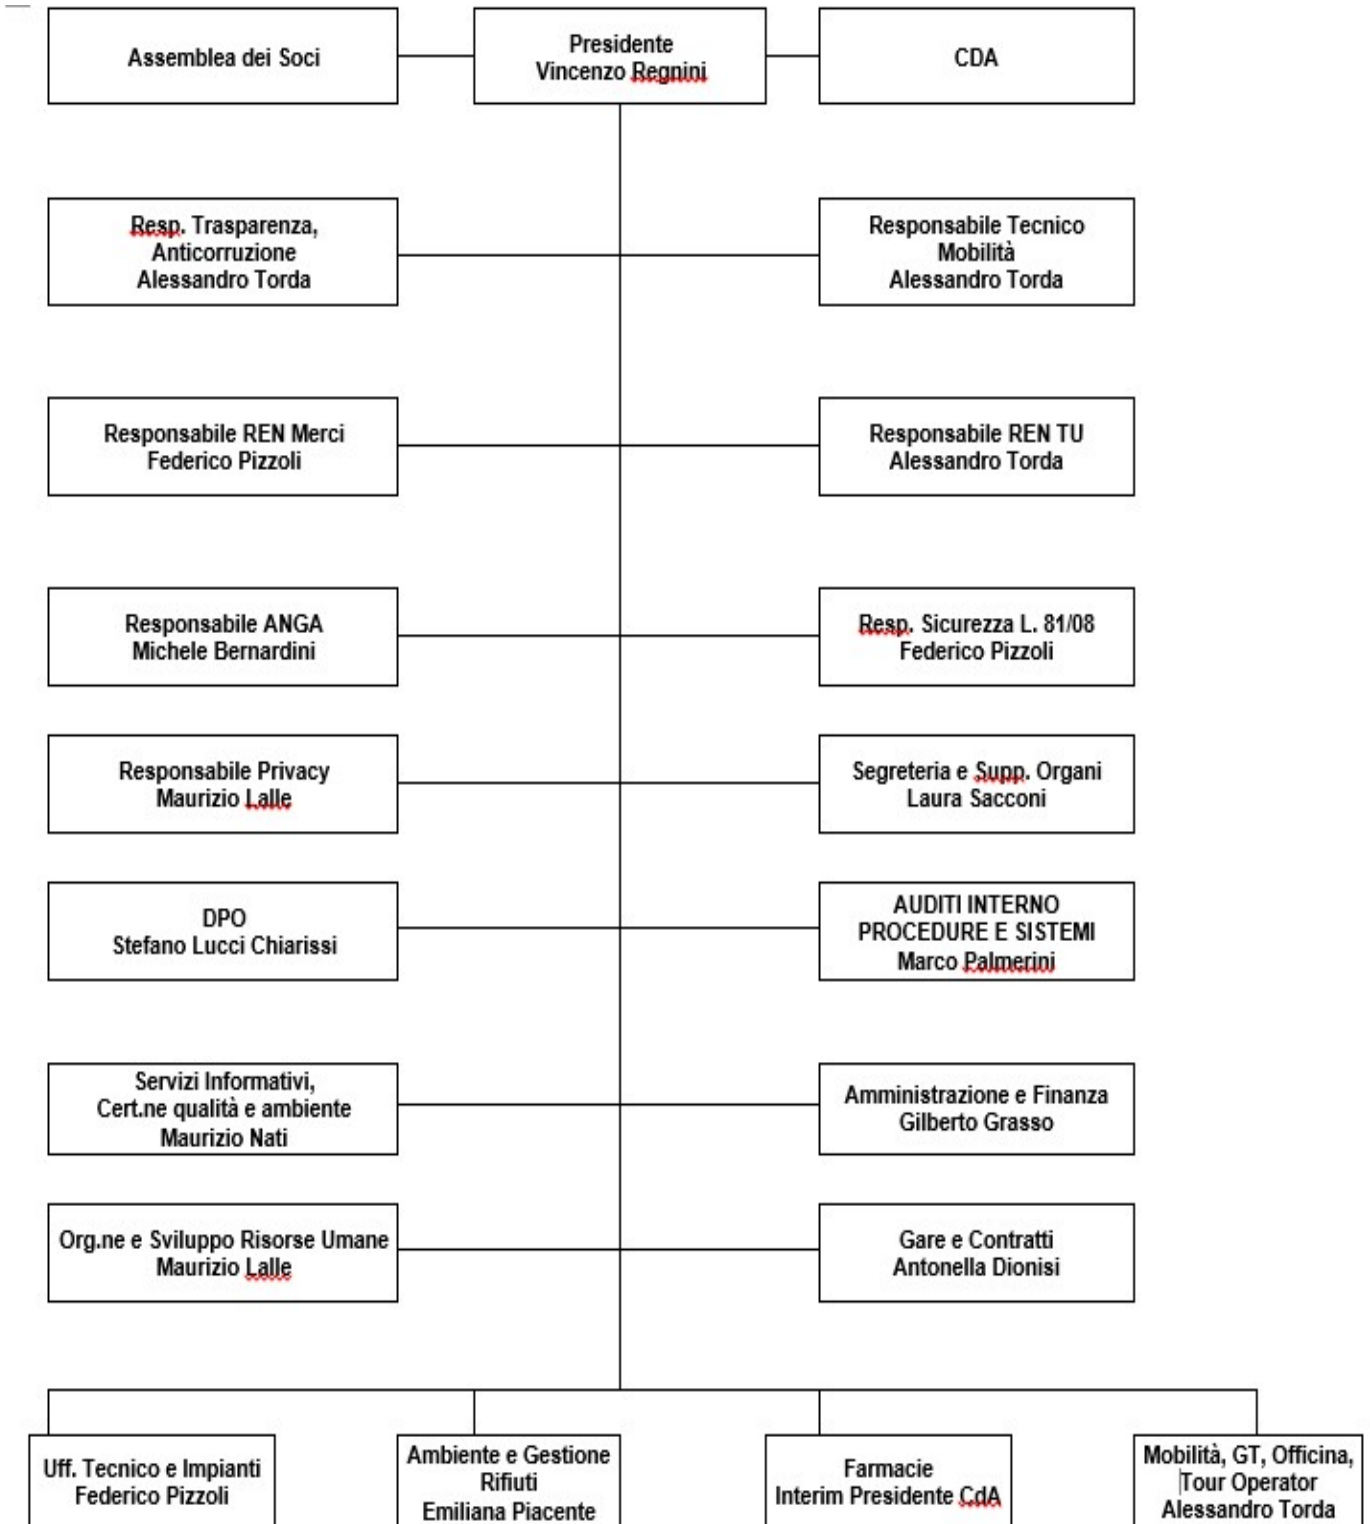 Assemblea dei Soci
Presidente
Vincenzo Regnini
CDA
Resp. Trasparenza,
Anticorruzione
Alessandro Torda
Responsabile Tecnico
Mobilità
Alessandro Torda
Responsabile REN Merci
Federico Pizzoli
Responsabile REN TU
Alessandro Torda
Responsabile ANGA
Michele Bernardini
Resp. Sicurezza L. 81/08
Federico Pizzoli
Responsabile Privacy
Maurizio Lalle
Segreteria e Supp. Organi
Laura Sacconi
DPO
Stefano Lucci Chiarissi
AUDITI INTERNO
PROCEDURE E SISTEMI
Marco Palmerini
Servizi Informativi,
Cert.ne qualità e ambiente
Maurizio Nati
Amministrazione e Finanza
Gilberto Grasso
Org.ne e Sviluppo Risorse Umane
Maurizio Lalle
Gare e Contratti
Antonella Dionisi
Uff. Tecnico e Impianti
Federico Pizzoli
Ambiente e Gestione
Rifiuti
Emiliana Piacente
Farmacie
Interim Presidente CdA
Mobilità, GT, Officina,
Tour Operator
Alessandro Torda